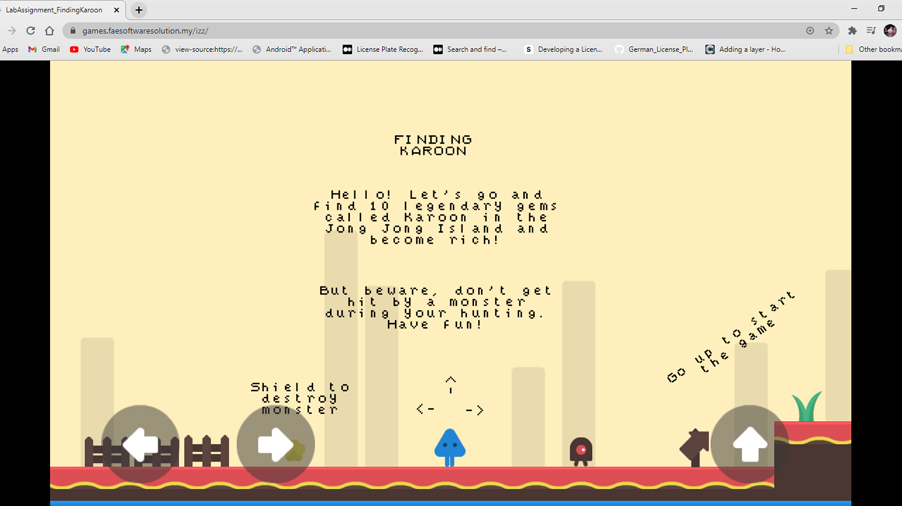 LabAssignment_FindingKaroon
games.faesoftwaresolution.my/izz/
Apps
Gmail
YouTube
Maps
view-source:https://...
Android™ Applicati...
License Plate Recog...
Search and find –...
Developing a Licen...
German_License_Pl...
Adding a layer - Ho...
Other book
FINDING
KAROON
Hello! Let's go and
find 10 legendary gems
called Karoon in the
Jong Jong Island and
become rich!
But beware, don't get
hit by a monster
during your hunting.
Have fun!
Go up to start
the game
Shield to
destroy
monster